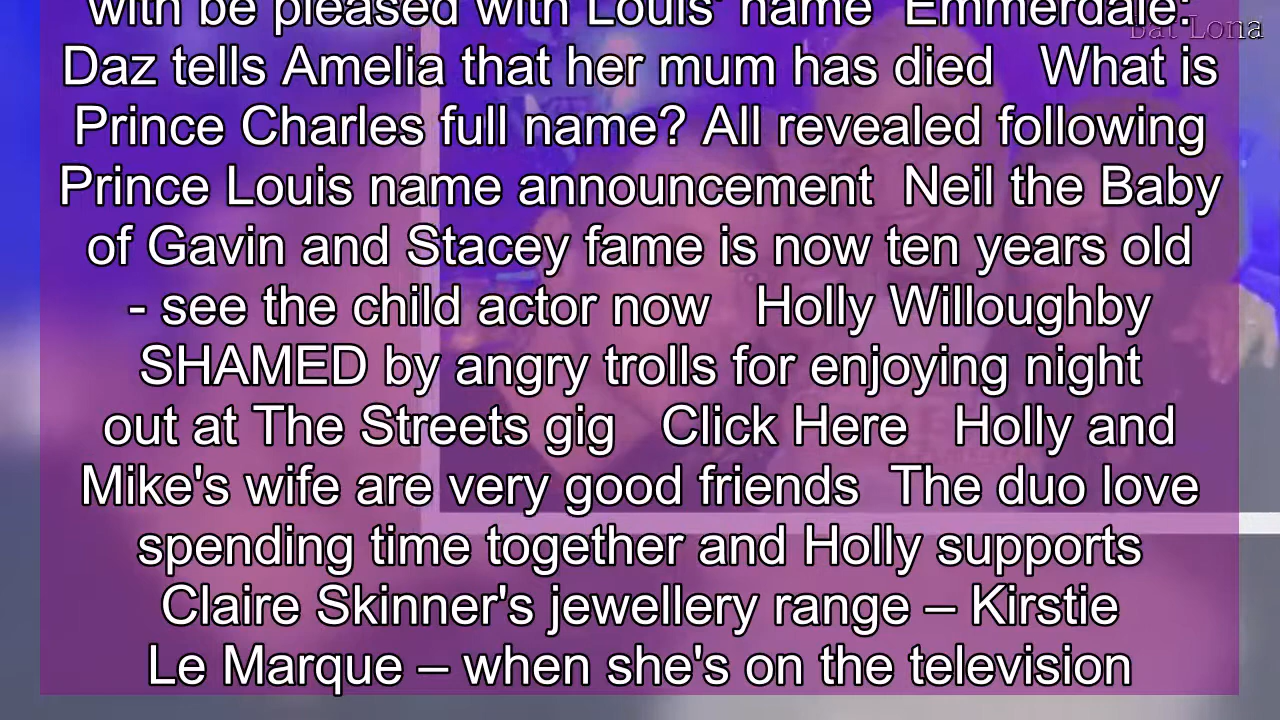 with be pleased with Louis' name Emmerdale:
Bat Lona
Daz tells Amelia that her mum has died What is
Prince Charles full name? All revealed following
Prince Louis name announcement Neil the Baby
of Gavin and Stacey fame is now ten years old
- see the child actor now Holly Willoughby
SHAMED by angry trolls for enjoying night
out at The Streets gig Click Here Holly and
Mike's wife are very good friends The duo love
spending time together and Holly supports
Claire Skinner's jewellery range – Kirstie
Le Marque – when she's on the television